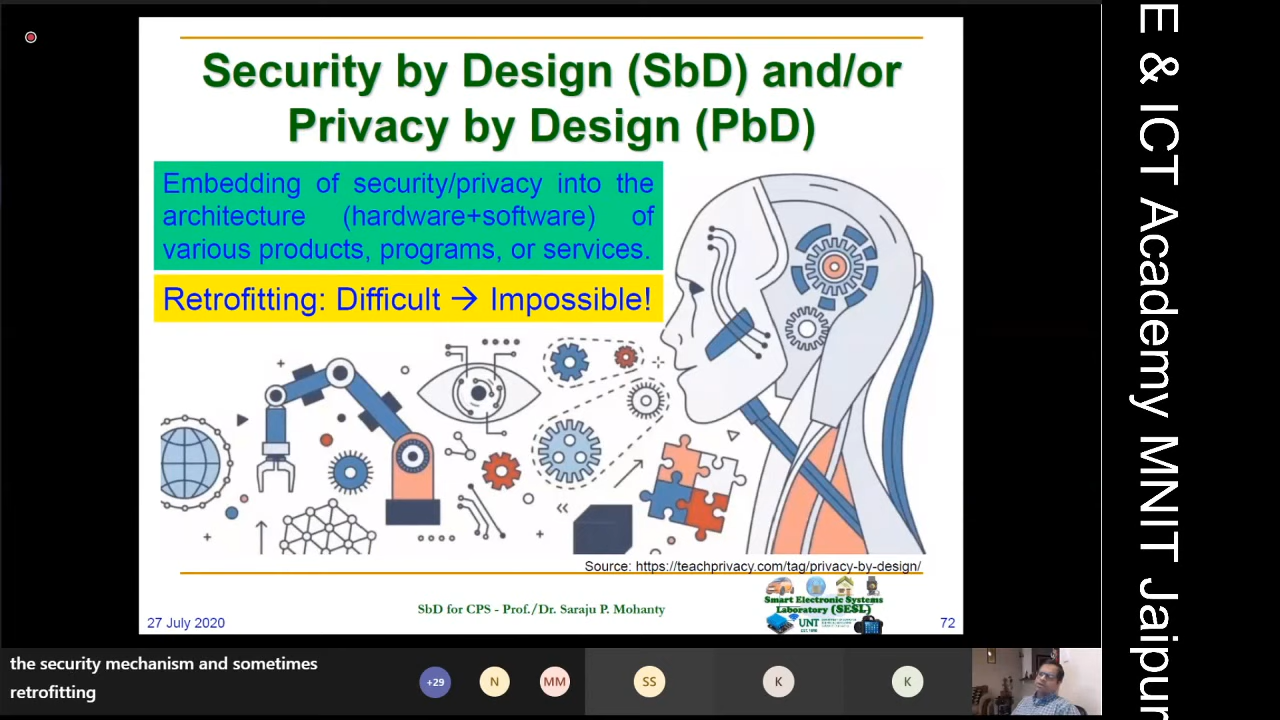 Security by Design (SbD) and/or
Privacy by Design (PbD)
Embedding of security/privacy into the
architecture (hardware+software) of
various products, programs, or services.
Retrofitting: Difficult → Impossible!
Source: https://teachprivacy.com/tag/privacy-by-design/
27 July 2020
SbD for CPS - Prof./Dr. Saraju P. Mohanty
Smart Electronic Systems
Laboratory (SESL)
UNT
72
the security mechanism and sometimes
retrofitting
+29
N
MM
SS
K
K
E & ICT Academy MNIT Jaipur